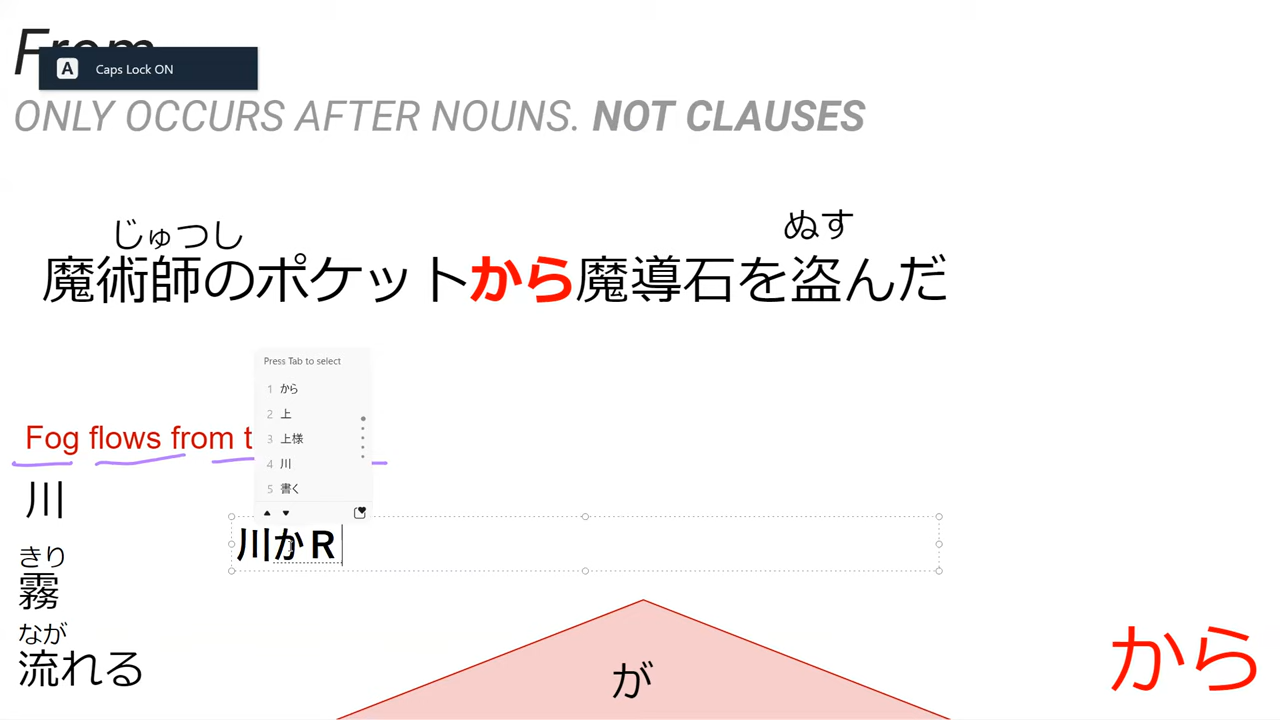 From
A Caps Lock ON
ONLY OCCURS AFTER NOUNS. NOT CLAUSES
じゅつし
ぬす
魔術師のポケットから魔導石を盗んだ
Press Tab to select
1 から
2 上
3 上様
4 川
5 書く
Fog flows from t
川
川かR
きり
霧
なが
流れる
が
から